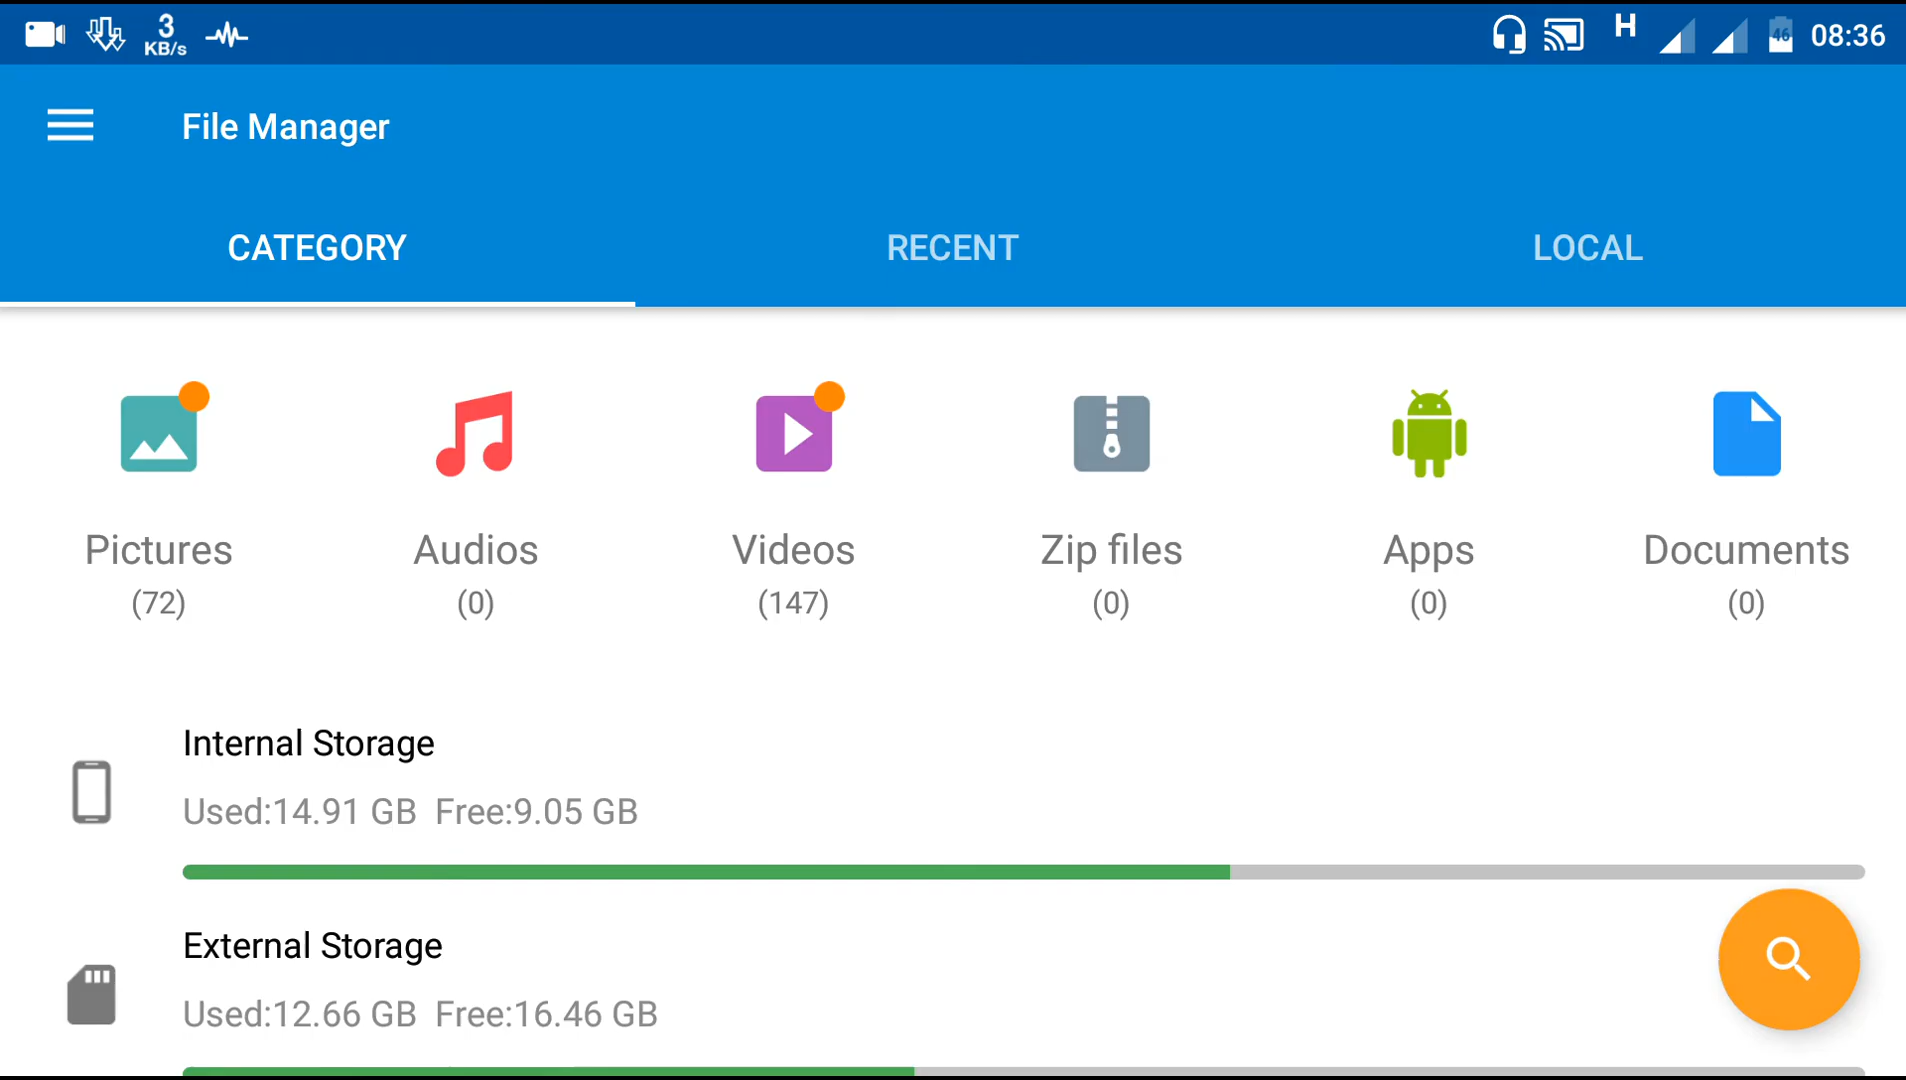 3
KB/s
H
46
08:36
File Manager
CATEGORY
RECENT
LOCAL
Pictures
(72)
Audios
(0)
Videos
(147)
Zip files
(0)
Apps
(0)
Documents
(0)
Internal Storage
Used:14.91 GB Free:9.05 GB
External Storage
Used:12.66 GB Free:16.46 GB